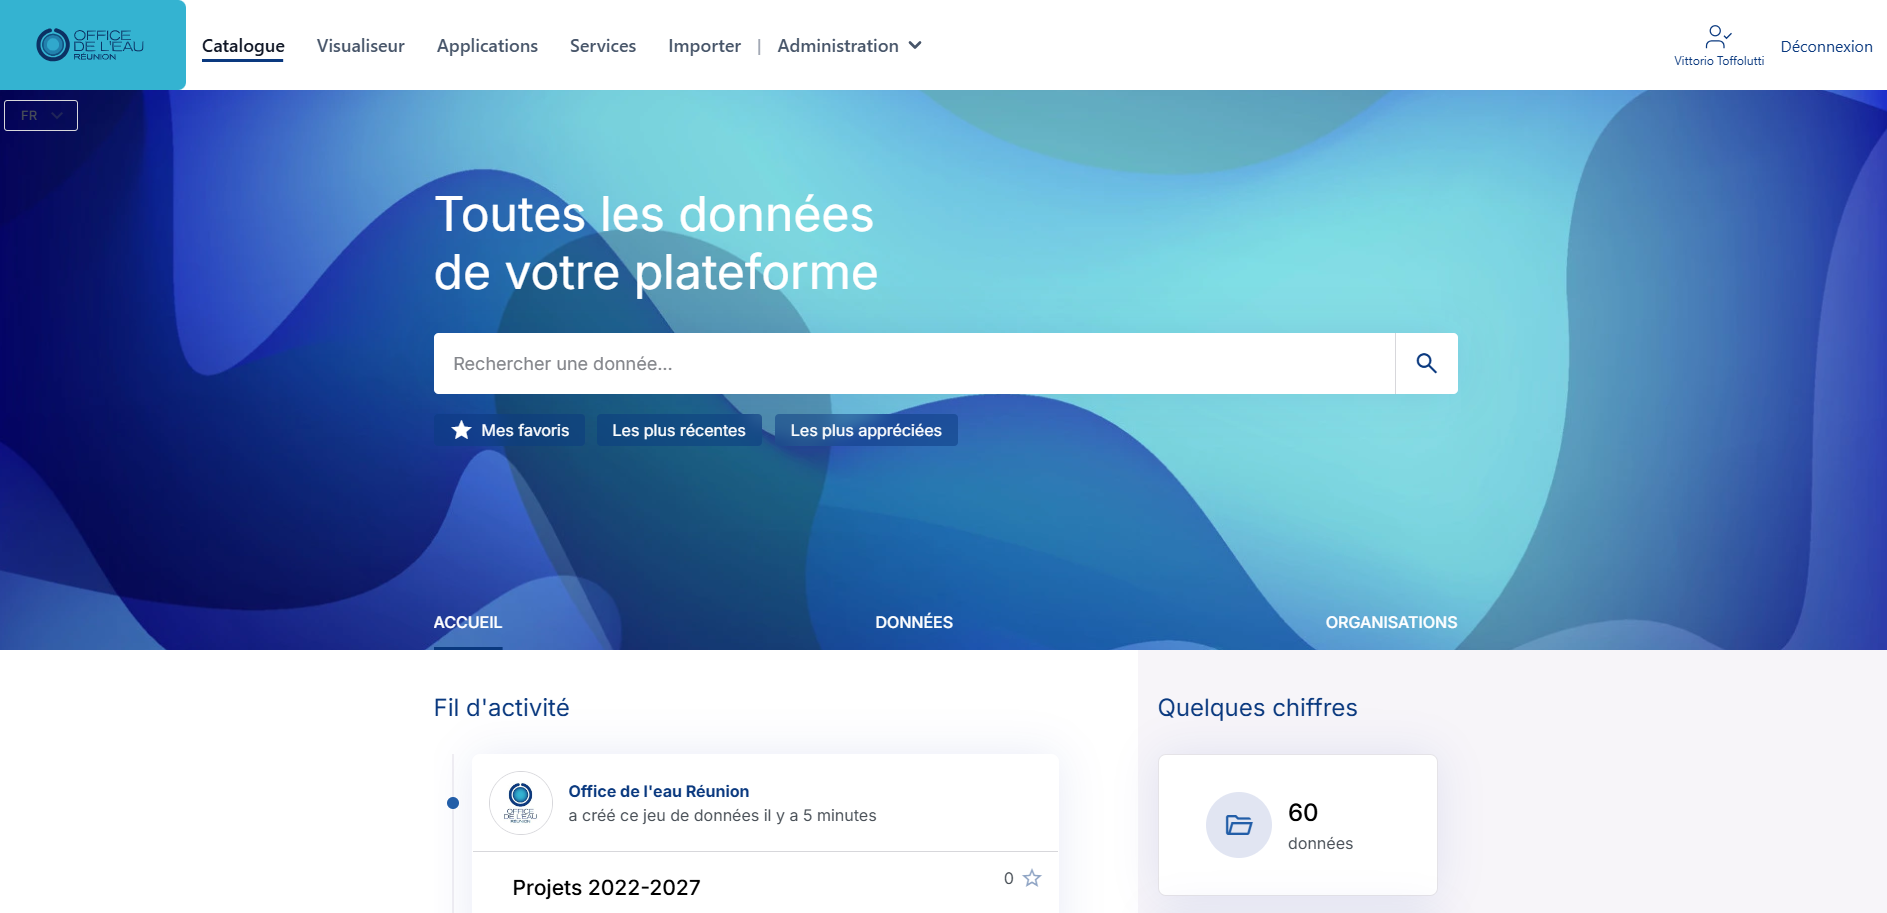 OFFICE
DE L'EAU
RÉUNION
Catalogue
Visualiseur
Applications
Services
Importer
|
Administration
Vittorio Toffolutti
Déconnexion
FR
Toutes les données
de votre plateforme
Rechercher une donnée...
Mes favoris
Les plus récentes
Les plus appréciées
ACCUEIL
DONNÉES
ORGANISATIONS
Fil d'activité
Quelques chiffres
OFFICE
DE L'EAU
RÉUNION
Office de l'eau Réunion
a créé ce jeu de données il y a 5 minutes
60
données
Projets 2022-2027
0